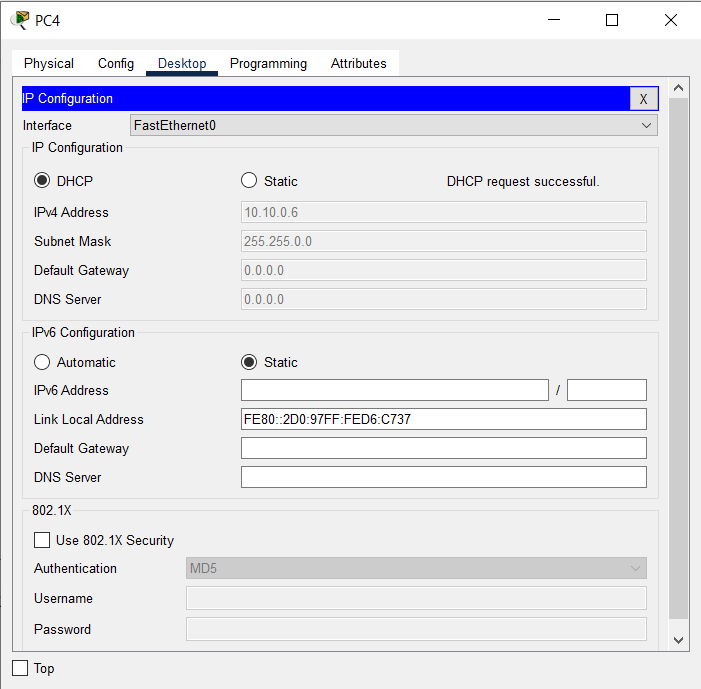 PC4
Physical Config Desktop Programming Attributes
IP Configuration X
Interface FastEthernet0
IP Configuration
DHCP Static DHCP request successful.
IPv4 Address 10.10.0.6
Subnet Mask 255.255.0.0
Default Gateway 0.0.0.0
DNS Server 0.0.0.0
IPv6 Configuration
Automatic Static
IPv6 Address /
Link Local Address FE80::2D0:97FF:FED6:C737
Default Gateway
DNS Server
802.1X
Use 802.1X Security
Authentication MD5
Username
Password
Top